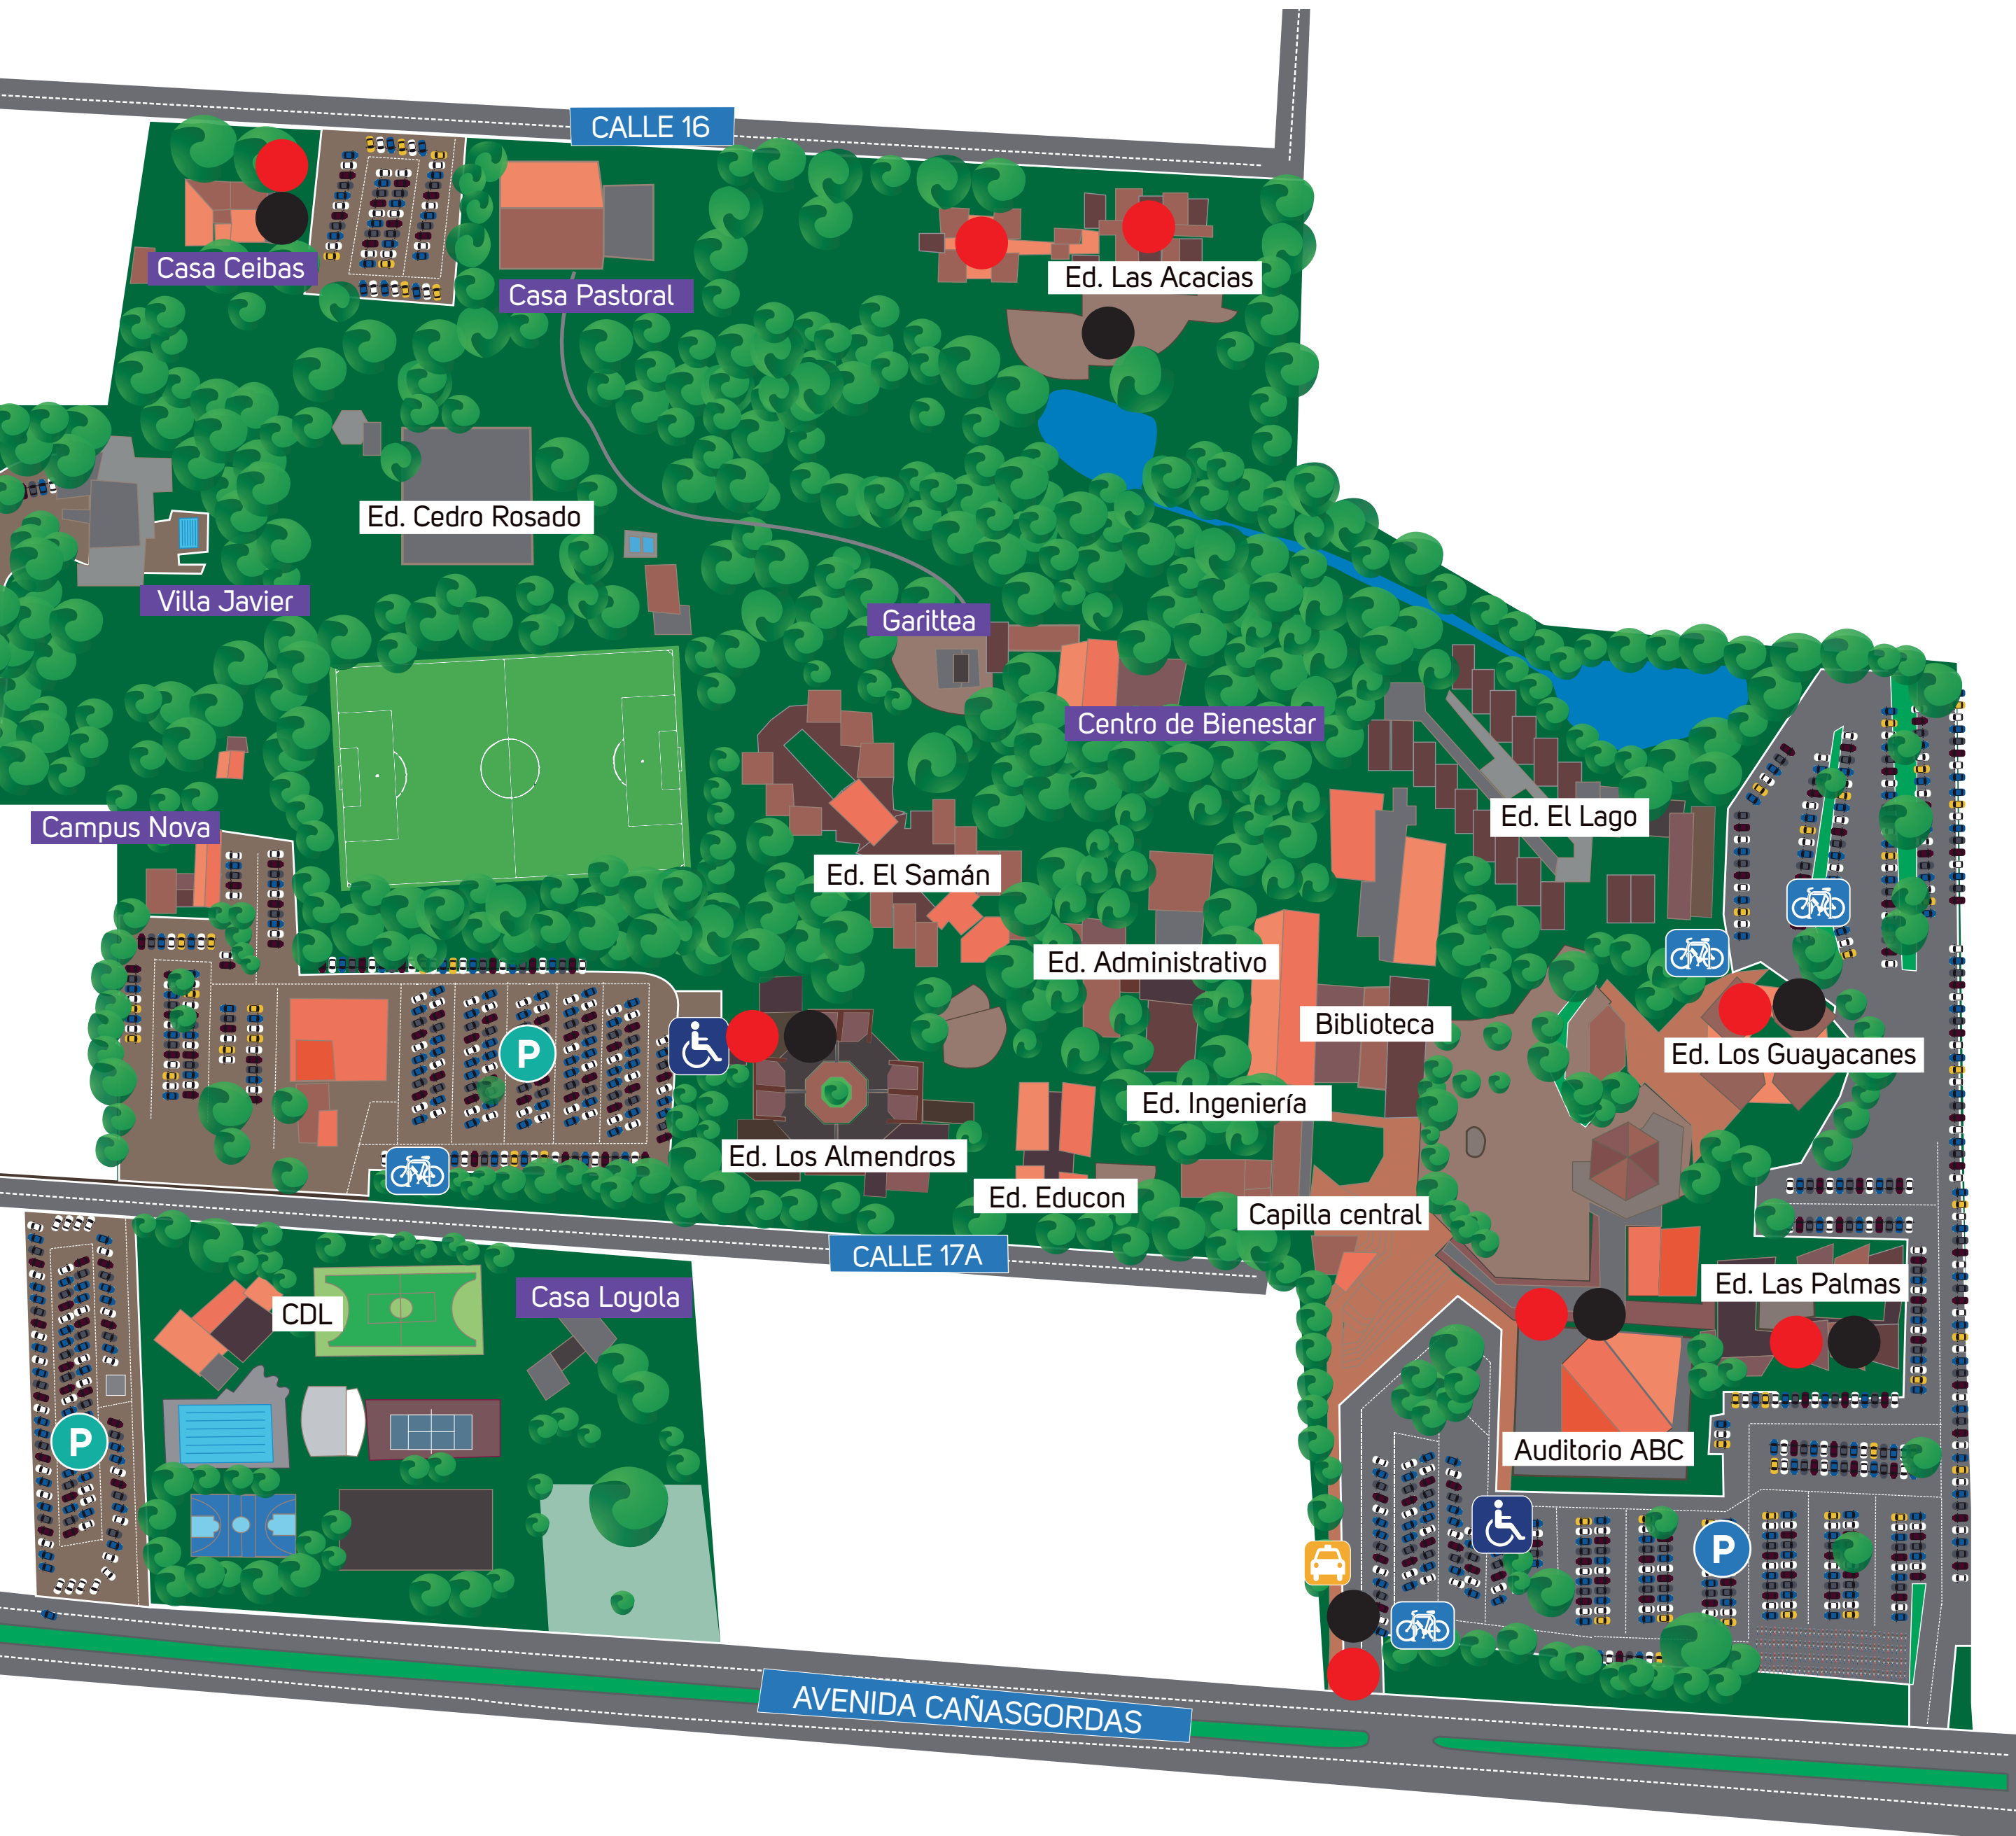 CALLE 16
Casa Ceibas
Casa Pastoral
Ed. Las Acacias
Ed. Cedro Rosado
Villa Javier
Garittea
Centro de Bienestar
Campus Nova
Ed. El Lago
Ed. El Samán
Ed. Administrativo
Biblioteca
Ed. Los Guayacanes
P
Ed. Ingeniería
Ed. Los Almendros
Ed. Educon
Capilla central
CALLE 17A
Ed. Las Palmas
Casa Loyola
CDL
P
Auditorio ABC
P
AVENIDA CAÑASGORDAS